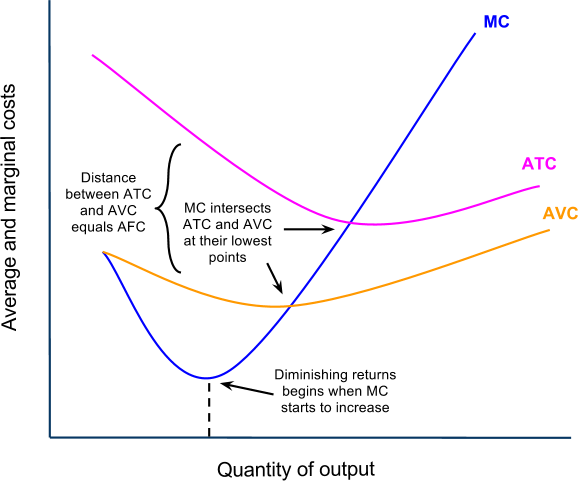 MC
ATC
AVC
Distance
between ATC
and AVC
equals AFC
MC intersects
ATC and AVC
at their lowest
points
Diminishing returns
begins when MC
starts to increase
Average and marginal costs
Quantity of output